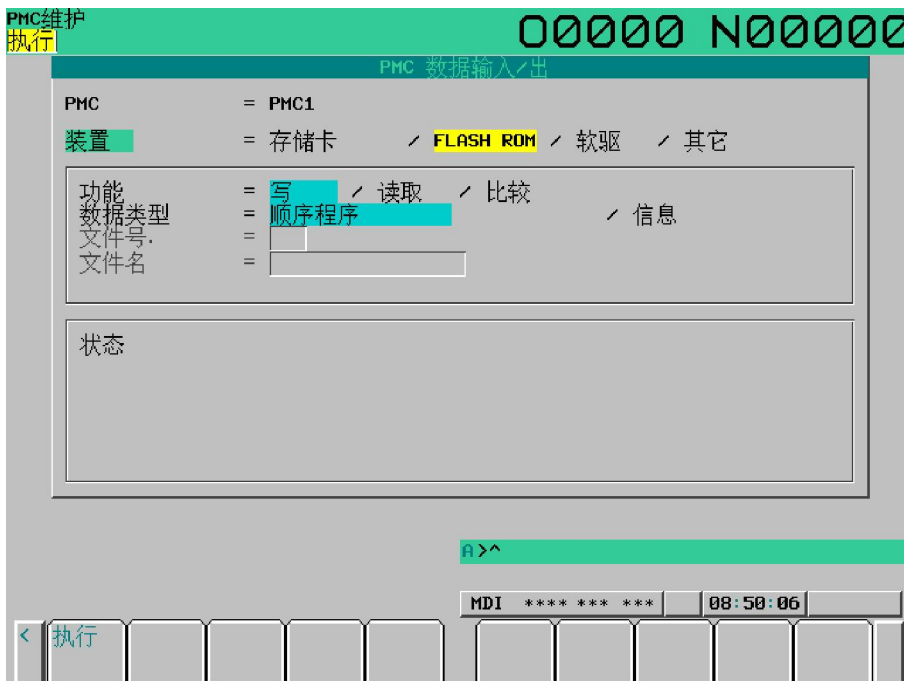 PMC维护
执行
O0000 N00000
PMC 数据输入/出
PMC = PMC1
装置 = 存储卡 / FLASH ROM / 软驱 / 其它
功能 = 写 / 读取 / 比较
数据类型 = 顺序程序 / 信息
文件号. =
文件名 =
状态
A>^
MDI **** *** *** 08:50:06
< 执行